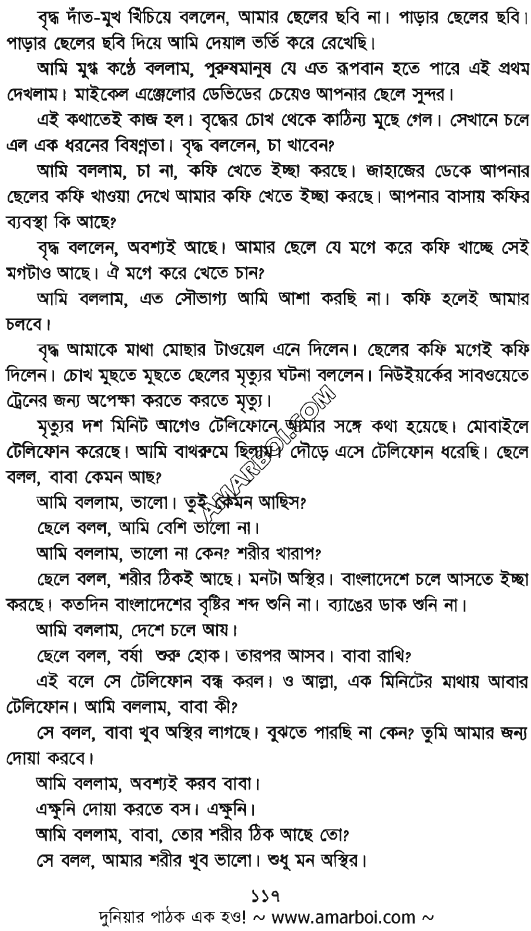 বৃদ্ধ দাঁত-মুখ খিঁচিয়ে বললেন, আমার ছেলের ছবি না। পাড়ার ছেলের ছবি।
পাড়ার ছেলের ছবি দিয়ে আমি দেয়াল ভর্তি করে রেখেছি।
আমি মুগ্ধ কণ্ঠে বললাম, পুরুষমানুষ যে এত রূপবান হতে পারে এই প্রথম
দেখলাম। মাইকেল এঞ্জেলোর ডেভিডের চেয়েও আপনার ছেলে সুন্দর।
এই কথাতেই কাজ হল। বৃদ্ধের চোখ থেকে কাঠিন্য মুছে গেল। সেখানে চলে
এল এক ধরনের বিষণ্ণতা। বৃদ্ধ বললেন, চা খাবেন?
আমি বললাম, চা না, কফি খেতে ইচ্ছা করছে। জাহাজের ডেকে আপনার
ছেলের কফি খাওয়া দেখে আমার কফি খেতে ইচ্ছা করছে। আপনার বাসায় কফির
ব্যবস্থা কি আছে?
বৃদ্ধ বললেন, অবশ্যই আছে। আমার ছেলে যে মগে করে কফি খাচ্ছে সেই
মগটাও আছে। ঐ মগে করে খেতে চান?
আমি বললাম, এত সৌভাগ্য আমি আশা করছি না। কফি হলেই আমার
চলবে।
বৃদ্ধ আমাকে মাথা মোছার টাওয়েল এনে দিলেন। ছেলের কফি মগেই কফি
দিলেন। চোখ মুছতে মুছতে ছেলের মৃত্যুর ঘটনা বললেন। নিউইয়র্কের সাবওয়েতে
ট্রেনের জন্য অপেক্ষা করতে করতে মৃত্যু।
মৃত্যুর দশ মিনিট আগেও টেলিফোনে আমার সঙ্গে কথা হয়েছে। মোবাইলে
টেলিফোন করেছে। আমি বাথরুমে ছিলাম। দৌড়ে এসে টেলিফোন ধরেছি। ছেলে
বলল, বাবা কেমন আছ?
আমি বললাম, ভালো। তুই কেমন আছিস?
ছেলে বলল, আমি বেশি ভালো না।
আমি বললাম, ভালো না কেন? শরীর খারাপ?
ছেলে বলল, শরীর ঠিকই আছে। মনটা অস্থির। বাংলাদেশে চলে আসতে ইচ্ছা
করছে। কতদিন বাংলাদেশের বৃষ্টির শব্দ শুনি না। ব্যাঙের ডাক শুনি না।
আমি বললাম, দেশে চলে আয়।
ছেলে বলল, বর্ষা শুরু হোক। তারপর আসব। বাবা রাখি?
এই বলে সে টেলিফোন বন্ধ করল। ও আল্লা, এক মিনিটের মাথায় আবার
টেলিফোন। আমি বললাম, বাবা কী?
সে বলল, বাবা খুব অস্থির লাগছে। বুঝতে পারছি না কেন? তুমি আমার জন্য
দোয়া করবে।
আমি বললাম, অবশ্যই করব বাবা।
এক্ষুনি দোয়া করতে বস। এক্ষুনি।
আমি বললাম, বাবা, তোর শরীর ঠিক আছে তো?
সে বলল, আমার শরীর খুব ভালো। শুধু মন অস্থির।
AMARBOI.COM
১১৭
দুনিয়ার পাঠক এক হও! ~ www.amarboi.com ~